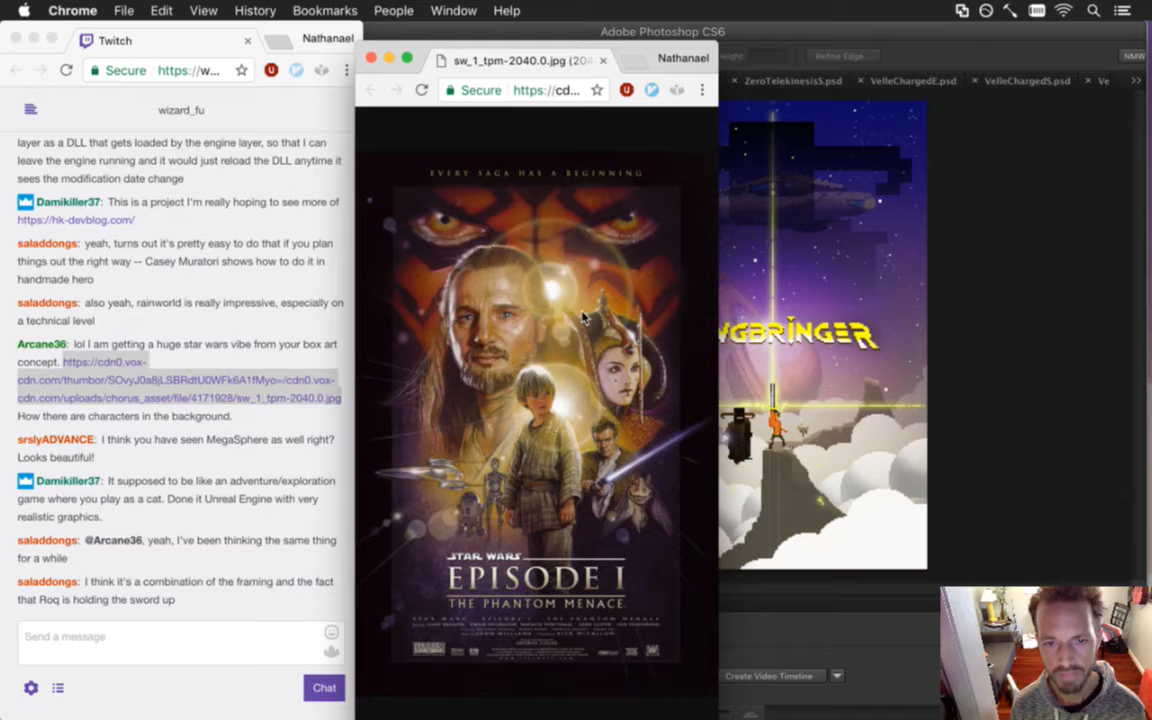 Chrome File Edit View History Bookmarks People Window Help
Twitch
Nathanael
Secure https://w...
wizard_fu
layer as a DLL that gets loaded by the engine layer, so that I can
leave the engine running and it would just reload the DLL anytime it
sees the modification date change
Damikiller37: This is a project I'm really hoping to see more of
https://hk-devblog.com/
saladdongs: yeah, turns out it's pretty easy to do that if you plan
things out the right way -- Casey Muratori shows how to do it in
handmade hero
saladdongs: also yeah, rainworld is really impressive, especially on
a technical level
Arcane36: lol I am getting a huge star wars vibe from your box art
concept. https://cdn0.vox-
cdn.com/thumbor/SOvyJ0a8jLSBRdtU0WFk6A1fMyo=/cdn0.vox-
cdn.com/uploads/chorus_asset/file/4171928/sw_1_tpm-2040.0.jpg
How there are characters in the background.
srslyADVANCE: I think you have seen MegaSphere as well right?
Looks beautiful!
Damikiller37: It supposed to be like an adventure/exploration
game where you play as a cat. Done it Unreal Engine with very
realistic graphics.
saladdongs: @Arcane36, yeah, I've been thinking the same thing
for a while
saladdongs: I think it's a combination of the framing and the fact
that Roq is holding the sword up
Send a message
Chat
sw_1_tpm-2040.0.jpg (204
Nathanael
Secure https://cd...
EVERY SAGA HAS A BEGINNING
STAR WARS
EPISODE I
THE PHANTOM MENACE
Adobe Photoshop CS6
Height:
Refine Edge...
NMW
ZeroTelekinesisS.psd
VelleChargedE.psd
VelleChargedS.psd
Ve
NGBRINGER
Create Video Timeline